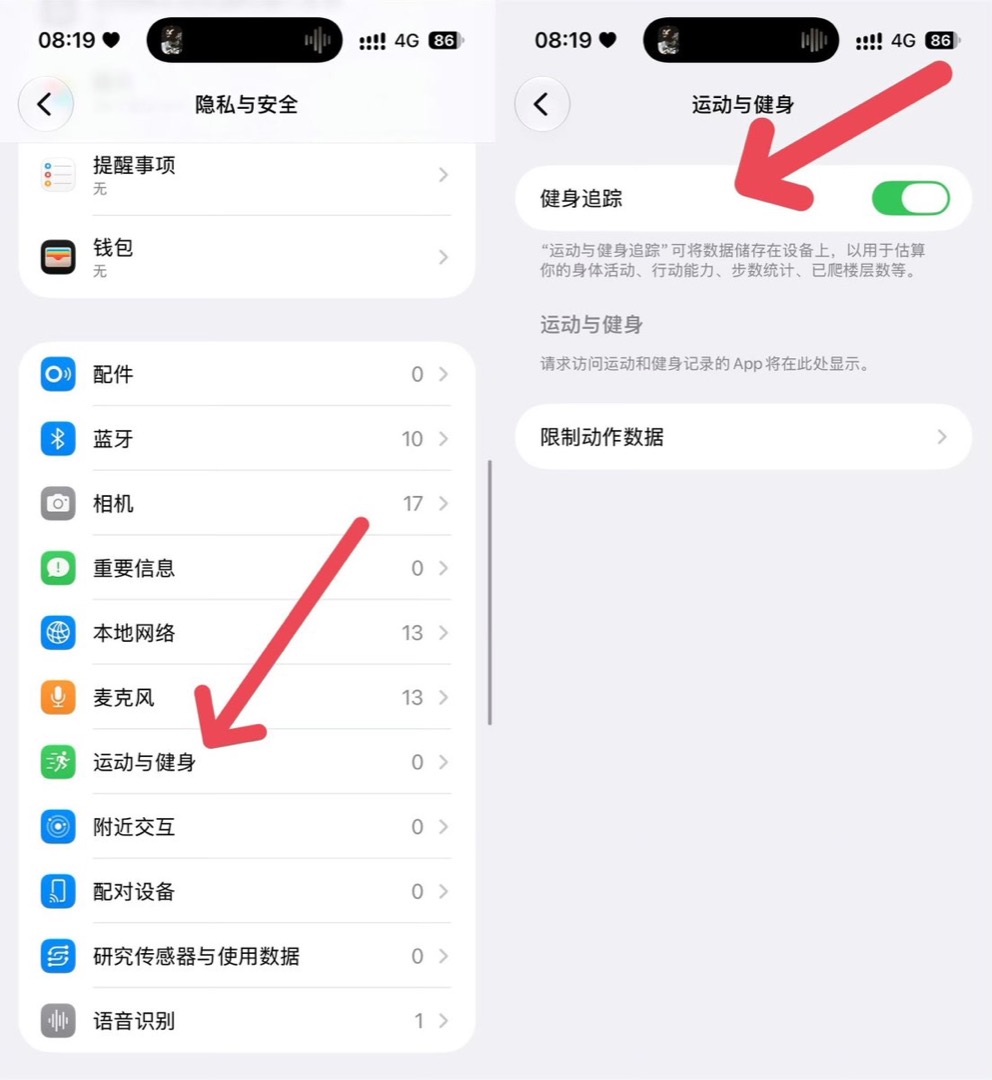 08:19
4G
86
隐私与安全
提醒事项
无
钱包
无
配件 0
蓝牙 10
相机 17
重要信息 0
本地网络 13
麦克风 13
运动与健身 0
附近交互 0
配对设备 0
研究传感器与使用数据 0
语音识别 1
08:19
4G
86
运动与健身
健身追踪
“运动与健身追踪”可将数据储存在设备上，以用于估算
你的身体活动、行动能力、步数统计、已爬楼层数等。
运动与健身
请求访问运动和健身记录的 App 将在此处显示。
限制动作数据